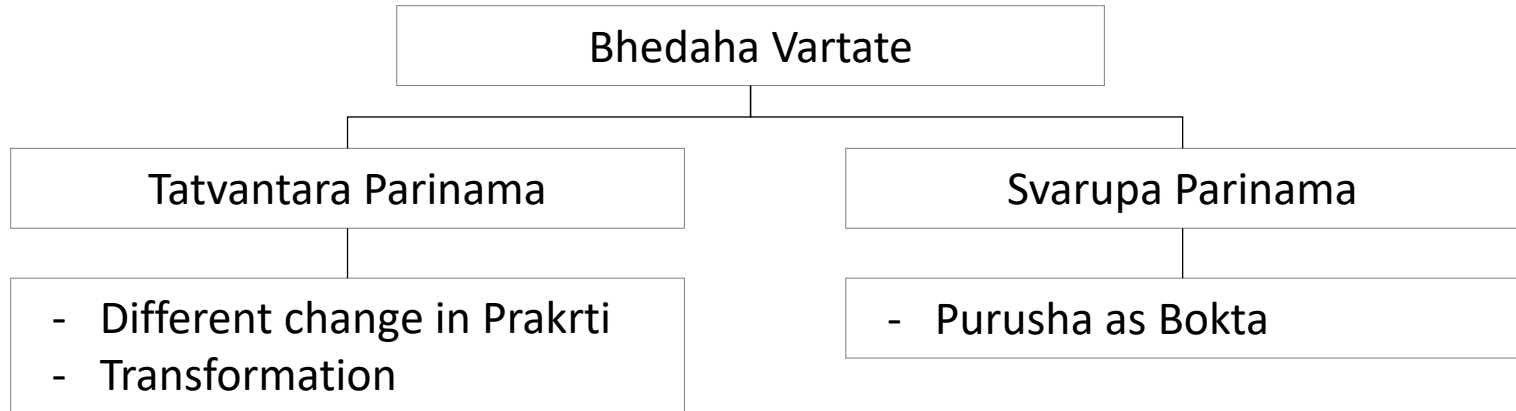 Bhedaha Vartate
Tatvantara Parinama
Svarupa Parinama
- Different change in Prakrti
- Transformation
- Purusha as Bokta